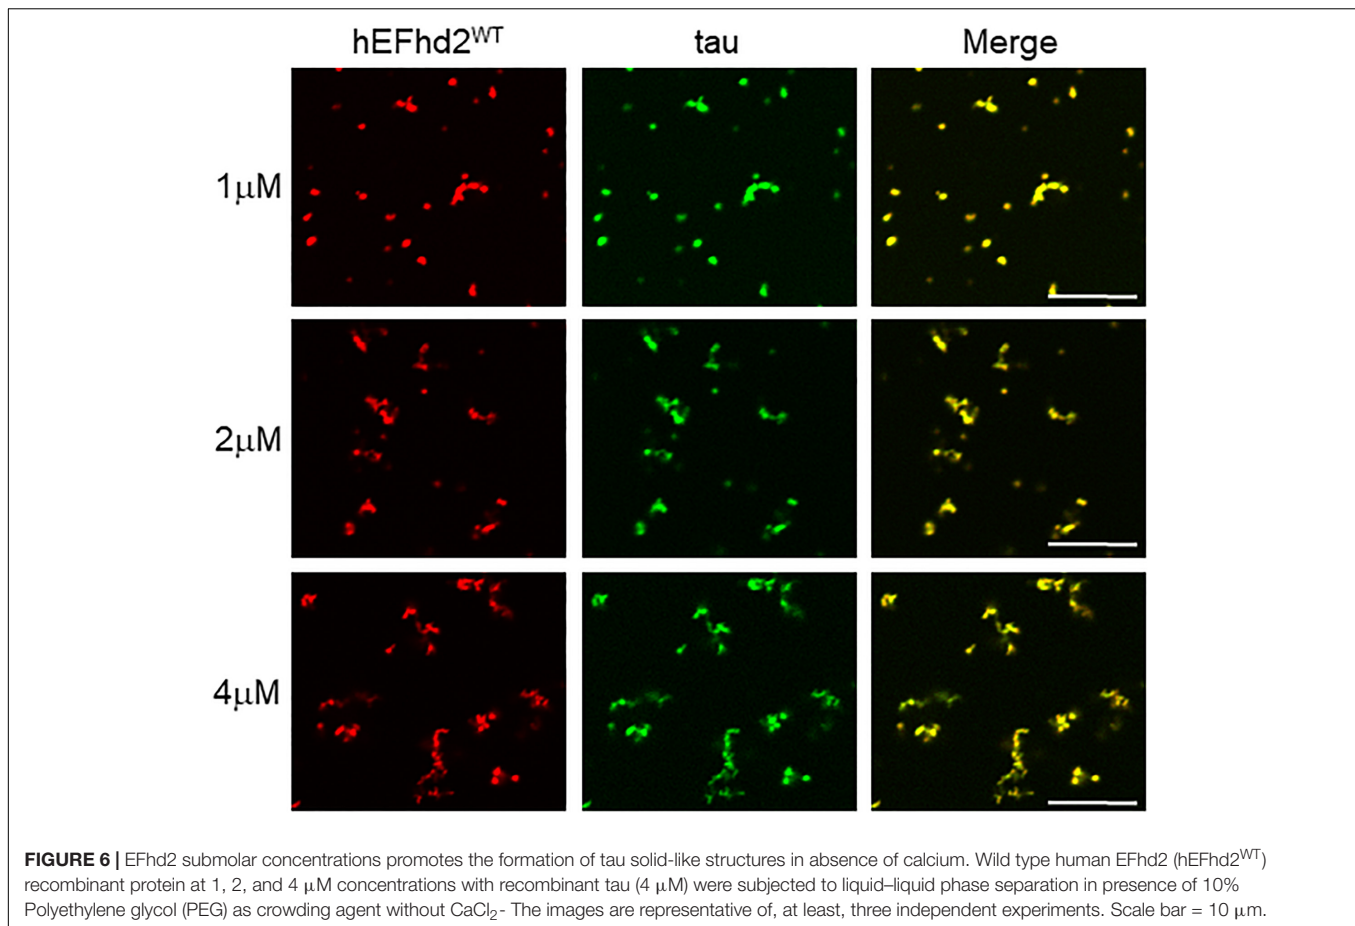 hEFhd2WT tau Merge
1μM
2μM
4μM
FIGURE 6 | EFhd2 submolar concentrations promotes the formation of tau solid-like structures in absence of calcium. Wild type human EFhd2 (hEFhd2WT)
recombinant protein at 1, 2, and 4 μM concentrations with recombinant tau (4 μM) were subjected to liquid–liquid phase separation in presence of 10%
Polyethylene glycol (PEG) as crowding agent without CaCl2- The images are representative of, at least, three independent experiments. Scale bar = 10 μm.